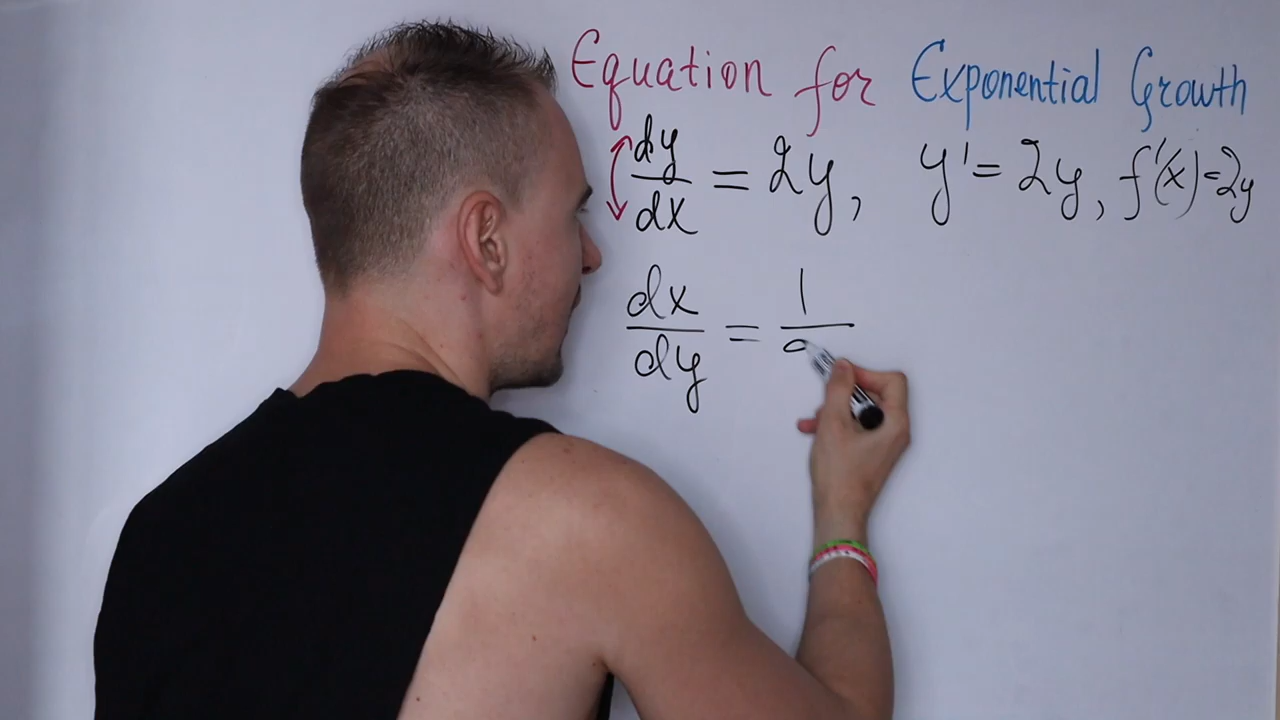 Equation for Exponential Growth
dy/dx = 2y, y' = 2y, f'(x)=2y
dx/dy = 1/